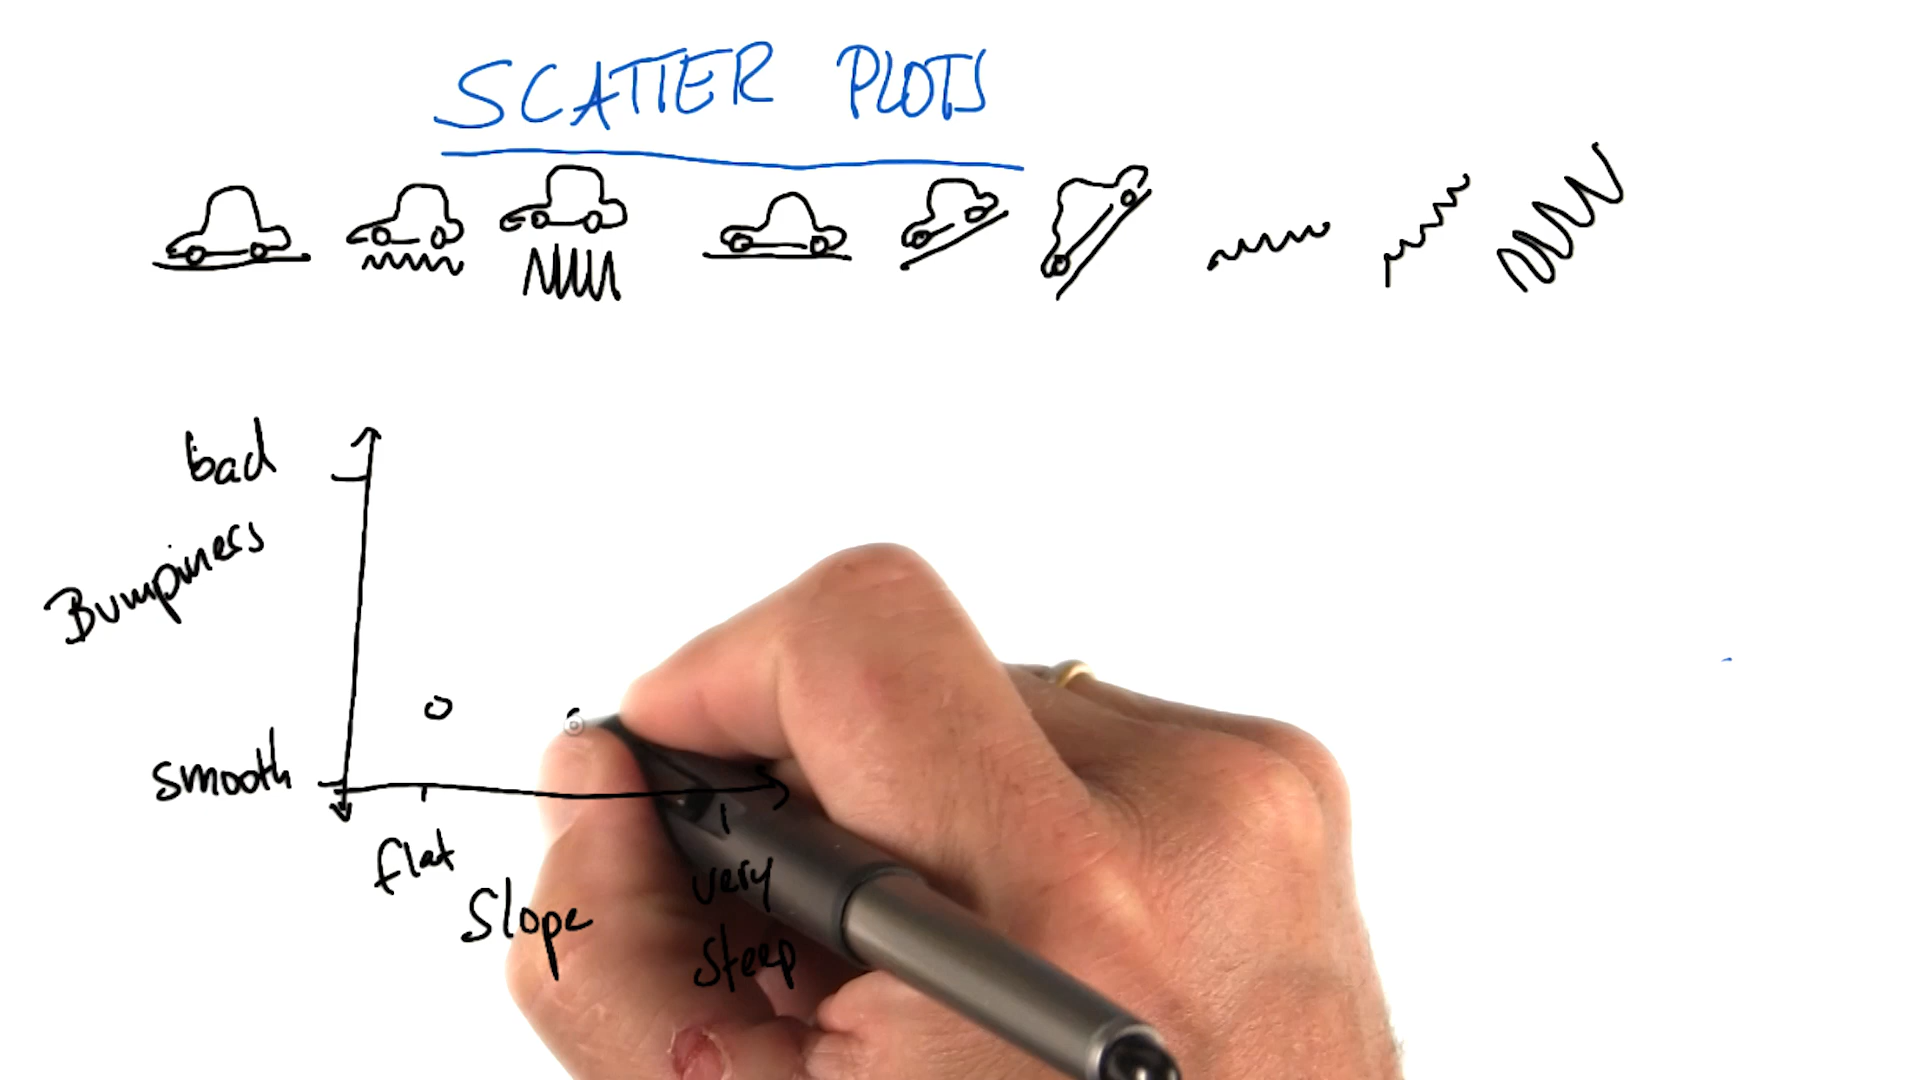 SCATTER PLOTS
bad
Bumpiness
smooth
flat
Slope
very
steep